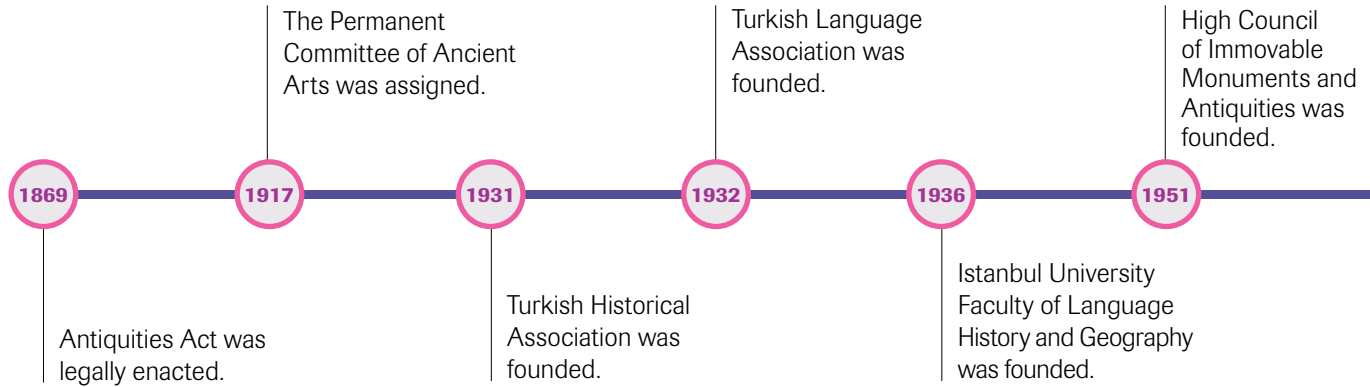 The Permanent
Committee of Ancient
Arts was assigned.
Turkish Language
Association was
founded.
High Council
of Immovable
Monuments and
Antiquities was
founded.
1869
1917
1931
1932
1936
1951
Antiquities Act was
legally enacted.
Turkish Historical
Association was
founded.
Istanbul University
Faculty of Language
History and Geography
was founded.